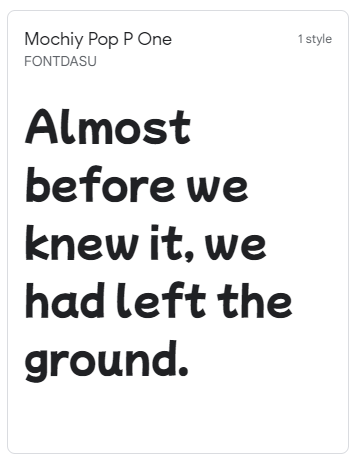 Mochiy Pop P One
1 style
FONTDASU
Almost
before we
knew it, we
had left the
ground.